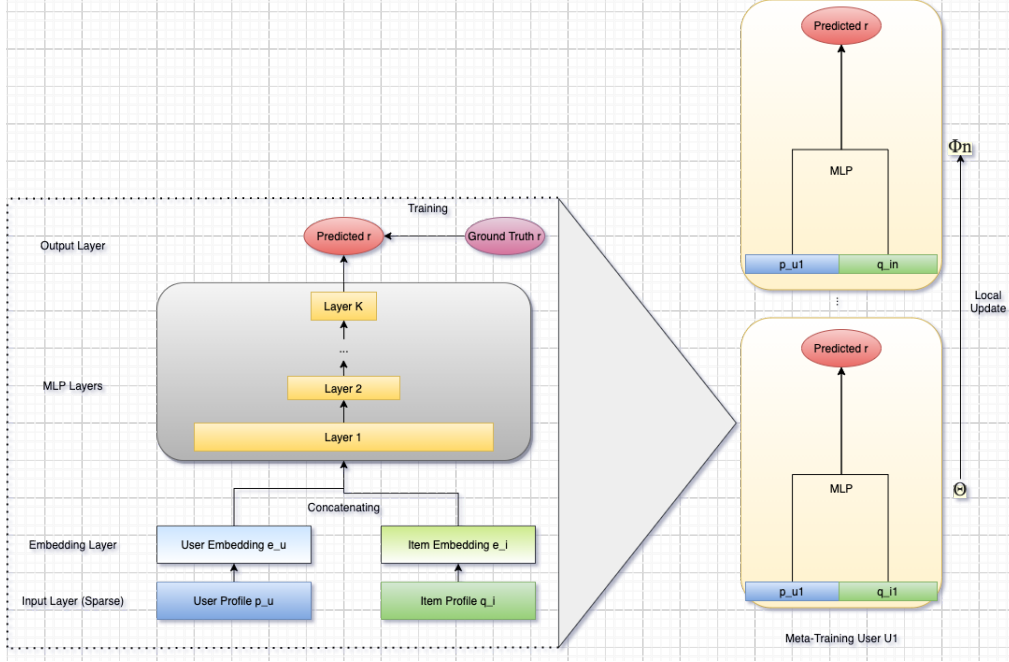 Output Layer
Training
Predicted r
Ground Truth r
MLP Layers
Layer K
...
Layer 2
Layer 1
Concatenating
Embedding Layer
User Embedding e_u
Item Embedding e_i
Input Layer (Sparse)
User Profile p_u
Item Profile q_i
Predicted r
MLP
p_u1
q_in
...
Predicted r
MLP
p_u1
q_i1
Meta-Training User U1
Φn
Local
Update
Θ